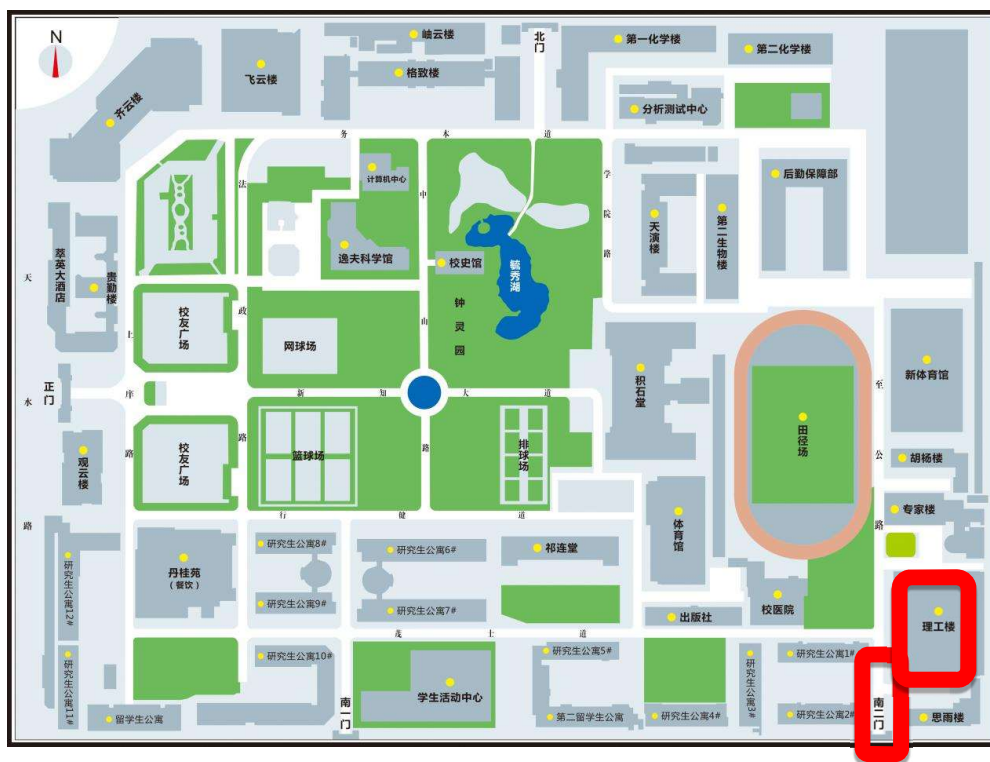 N
岫云楼
北门
第一化学楼
第二化学楼
飞云楼
格致楼
齐云楼
分析测试中心
务本道
计算机中心
法政路
中山路
学院路
后勤保障部
天演楼
第二生物楼
逸夫科学馆
校史馆
毓秀湖
萃英大酒店
贵勤楼
天水路
校友广场
网球场
钟灵园
上庠路
积石堂
新体育馆
田径场
至公路
正门
新知大道
观云楼
校友广场
篮球场
排球场
胡杨楼
专家楼
行健道
体育馆
研究生公寓12#
丹桂苑
(餐饮)
研究生公寓8#
研究生公寓6#
祁连堂
研究生公寓9#
研究生公寓7#
出版社
校医院
理工楼
茂士道
研究生公寓11#
研究生公寓10#
研究生公寓5#
研究生公寓3#
研究生公寓1#
学生活动中心
留学生公寓
南一门
第二留学生公寓
研究生公寓4#
研究生公寓2#
南二门
思雨楼